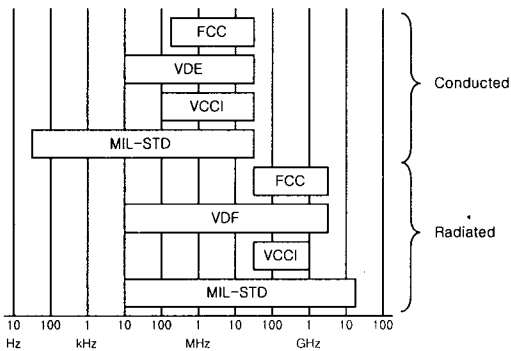 FCC
VDE
VCCI
MIL-STD
Conducted
FCC
VDF
VCCI
MIL-STD
Radiated
10 100 1 10 100 1 10 100 1 10 100
Hz kHz MHz GHz